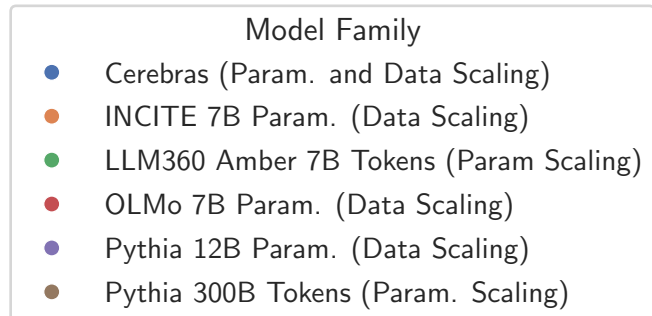 Model Family
Cerebras (Param. and Data Scaling)
INCITE 7B Param. (Data Scaling)
LLM360 Amber 7B Tokens (Param Scaling)
OLMo 7B Param. (Data Scaling)
Pythia 12B Param. (Data Scaling)
Pythia 300B Tokens (Param. Scaling)